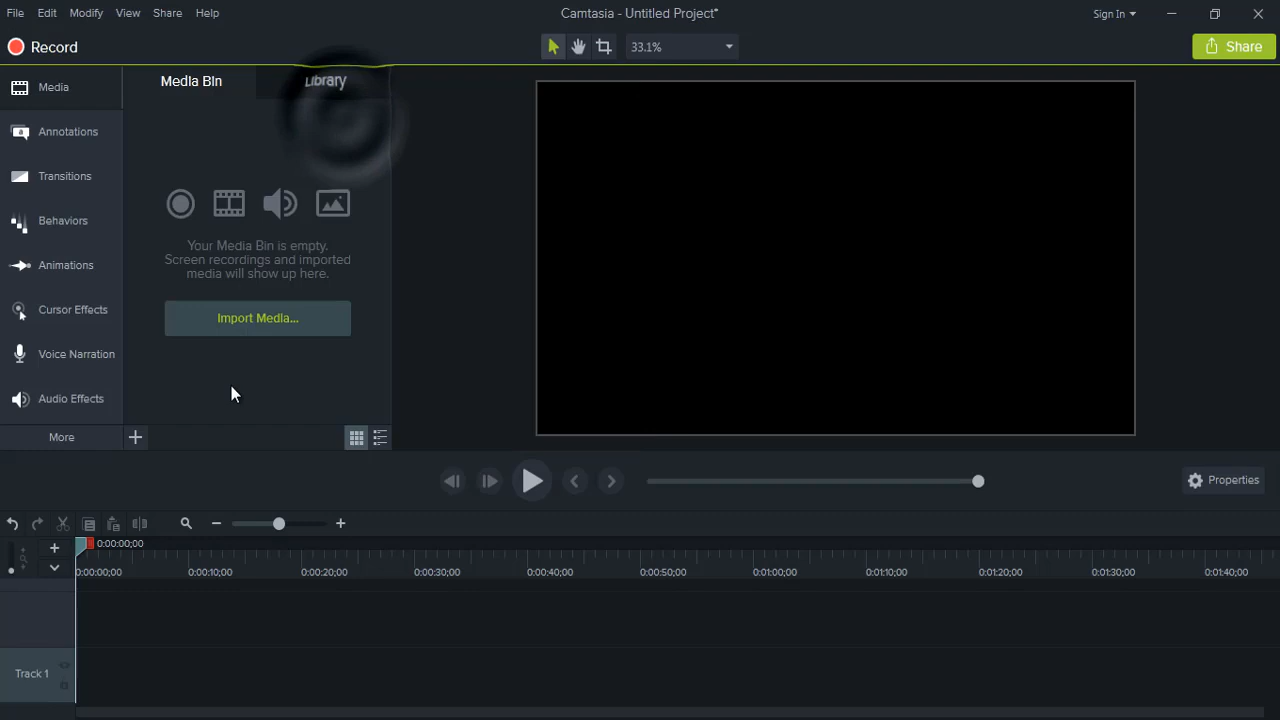 File Edit Modify View Share Help
Camtasia - Untitled Project*
Sign In
Record
33.1%
Share
Media
Media Bin
Library
Annotations
Transitions
Behaviors
Your Media Bin is empty.
Screen recordings and imported
media will show up here.
Animations
Import Media...
Cursor Effects
Voice Narration
Audio Effects
More
Properties
0:00:00;00
0:00:00;00 0:00:10;00 0:00:20;00 0:00:30;00 0:00:40;00 0:00:50;00 0:01:00;00 0:01:10;00 0:01:20;00 0:01:30;00 0:01:40;00
Track 1